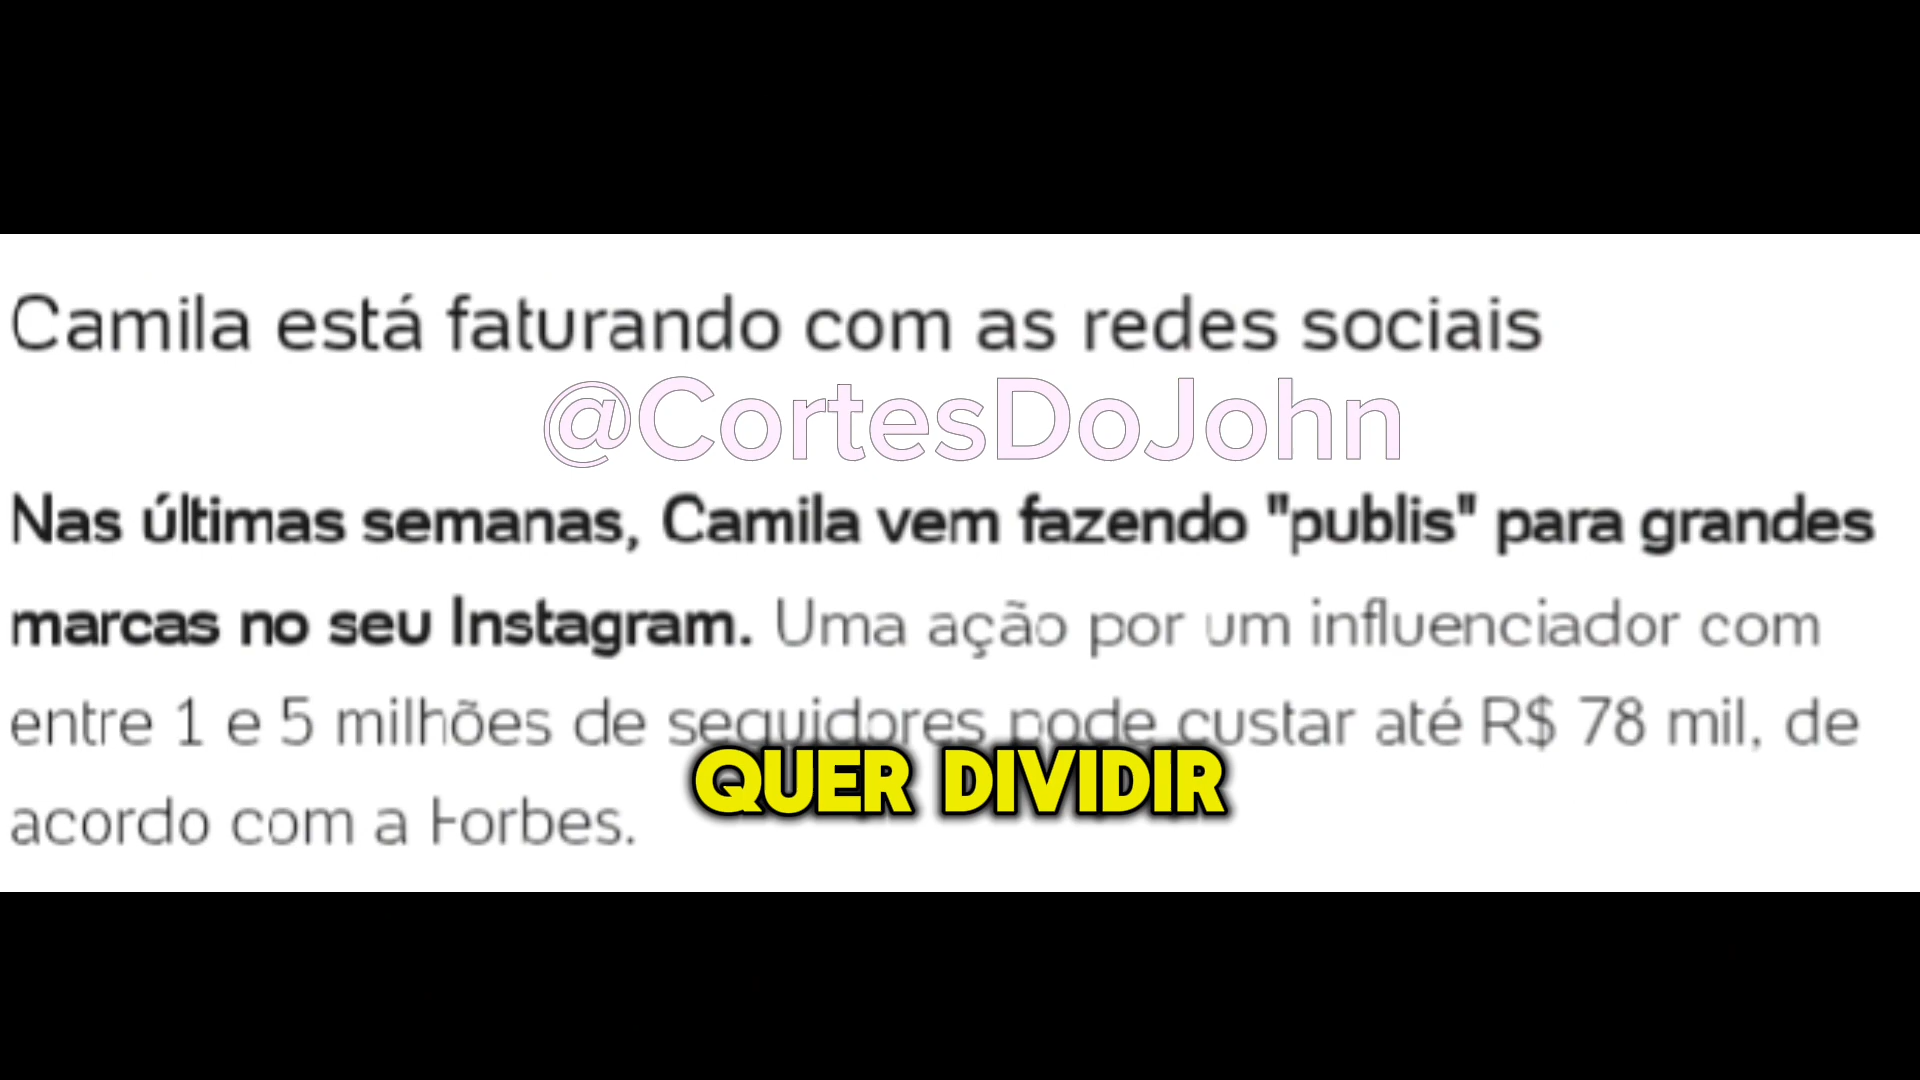 Camila está faturando com as redes sociais
@CortesDoJohn
Nas últimas semanas, Camila vem fazendo "publis" para grandes
marcas no seu Instagram. Uma ação por um influenciador com
entre 1 e 5 milhões de seguidores pode custar até R$ 78 mil, de
QUER DIVIDIR
acordo com a Forbes.